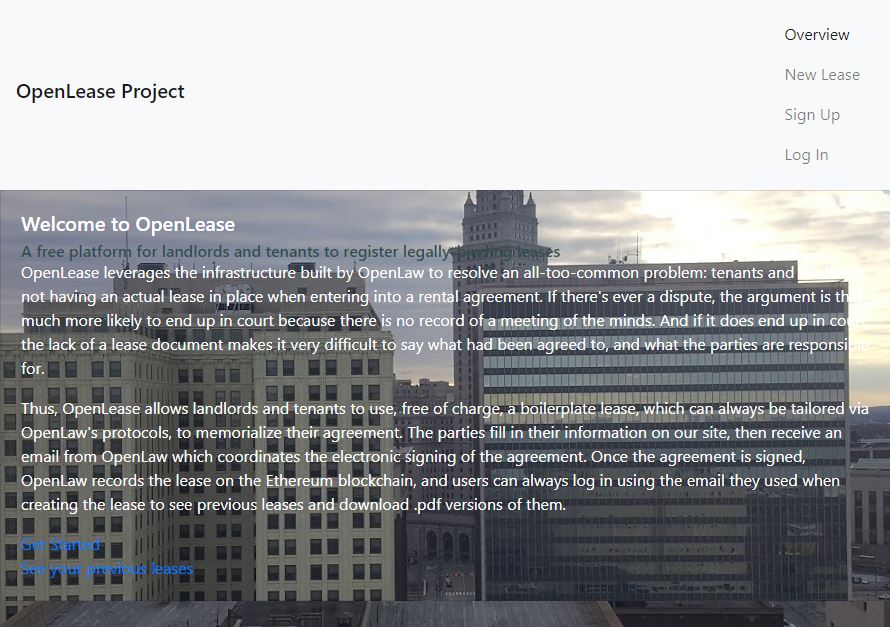 Overview
New Lease
OpenLease Project
Sign Up
Log In
Welcome to OpenLease
A free platform for landlords and tenants to register legally-binding leases
OpenLease leverages the infrastructure built by OpenLaw to resolve an all-too-common problem: tenants and
not having an actual lease in place when entering into a rental agreement. If there's ever a dispute, the argument is
much more likely to end up in court because there is no record of a meeting of the minds. And if it does end up in
the lack of a lease document makes it very difficult to say what had been agreed to, and what the parties are responsible
for.
Thus, OpenLease allows landlords and tenants to use, free of charge, a boilerplate lease, which can always be tailored via
OpenLaw's protocols, to memorialize their agreement. The parties fill in their information on our site, then receive an
email from OpenLaw which coordinates the electronic signing of the agreement. Once the agreement is signed,
OpenLaw records the lease on the Ethereum blockchain, and users can always log in using the email they used when
creating the lease to see previous leases and download .pdf versions of them.
Get Started
See your previous leases